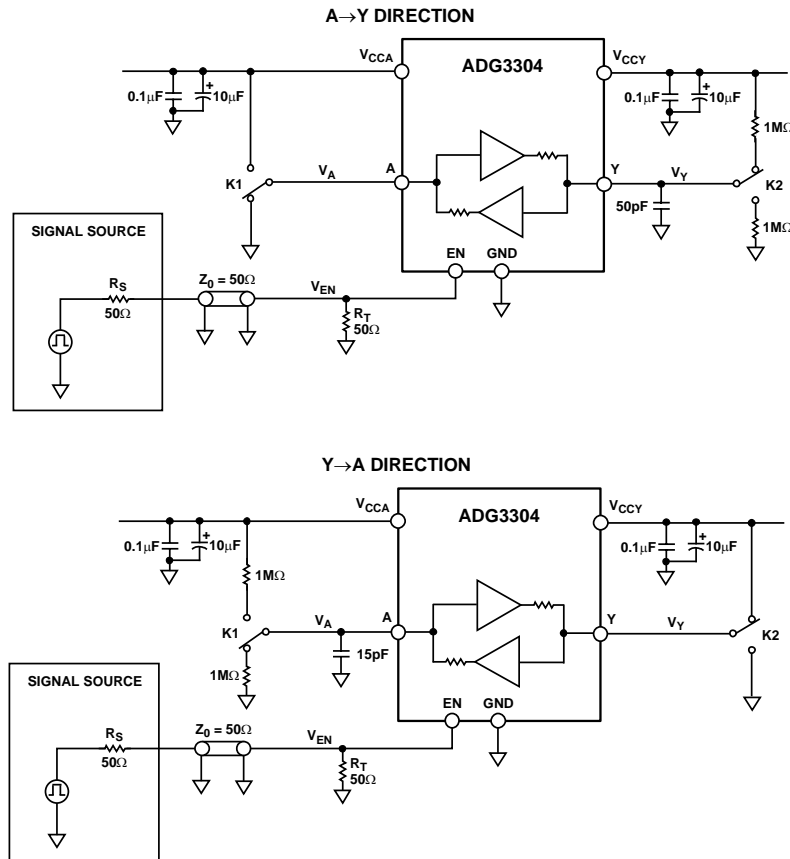 A→Y DIRECTION
VCCA
ADG3304
VCCY
0.1µF
10µF
+
0.1µF
10µF
+
1MΩ
K1
VA
A
Y
VY
K2
50pF
1MΩ
SIGNAL SOURCE
EN
GND
RS
50Ω
Z0 = 50Ω
VEN
RT
50Ω
Y→A DIRECTION
VCCA
ADG3304
VCCY
0.1µF
10µF
+
0.1µF
10µF
+
1MΩ
K1
VA
A
Y
VY
K2
15pF
1MΩ
SIGNAL SOURCE
EN
GND
RS
50Ω
Z0 = 50Ω
VEN
RT
50Ω